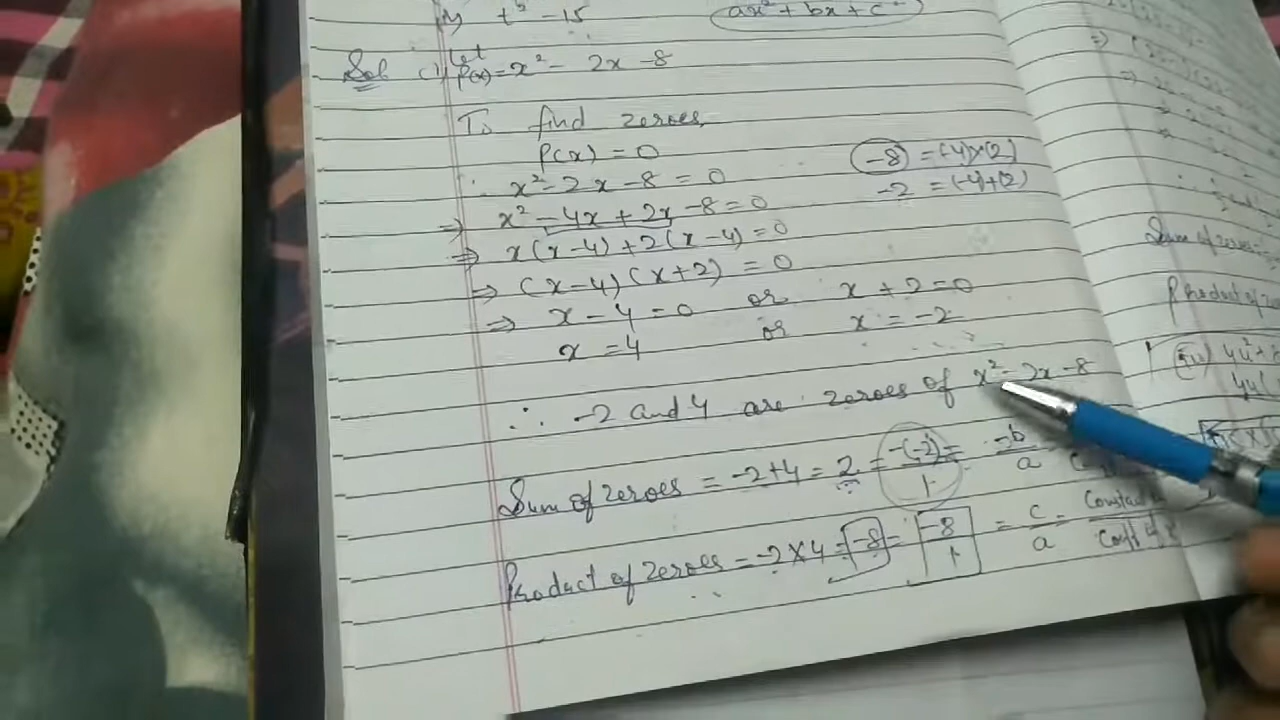 t² - 15
ax² + bx + c
Sol (i) Let
P(x) = x² - 2x - 8
To find zeroes,
P(x) = 0
∴ x² - 2x - 8 = 0
-8 = (-4)×(2)
-2 = (-4)+(2)
⇒ x² - 4x + 2x - 8 = 0
⇒ x(x-4) + 2(x-4) = 0
⇒ (x-4)(x+2) = 0
⇒ x - 4 = 0 or x + 2 = 0
x = 4 or x = -2
∴ -2 and 4 are zeroes of x² - 2x - 8
Sum of zeroes = -2+4 = 2 = -(-2)/1 = -b/a
Product of zeroes = -2×4 = -8 = -8/1 = c/a =
Sum of zeroes
Product of
(iv) 4u² +
4u(